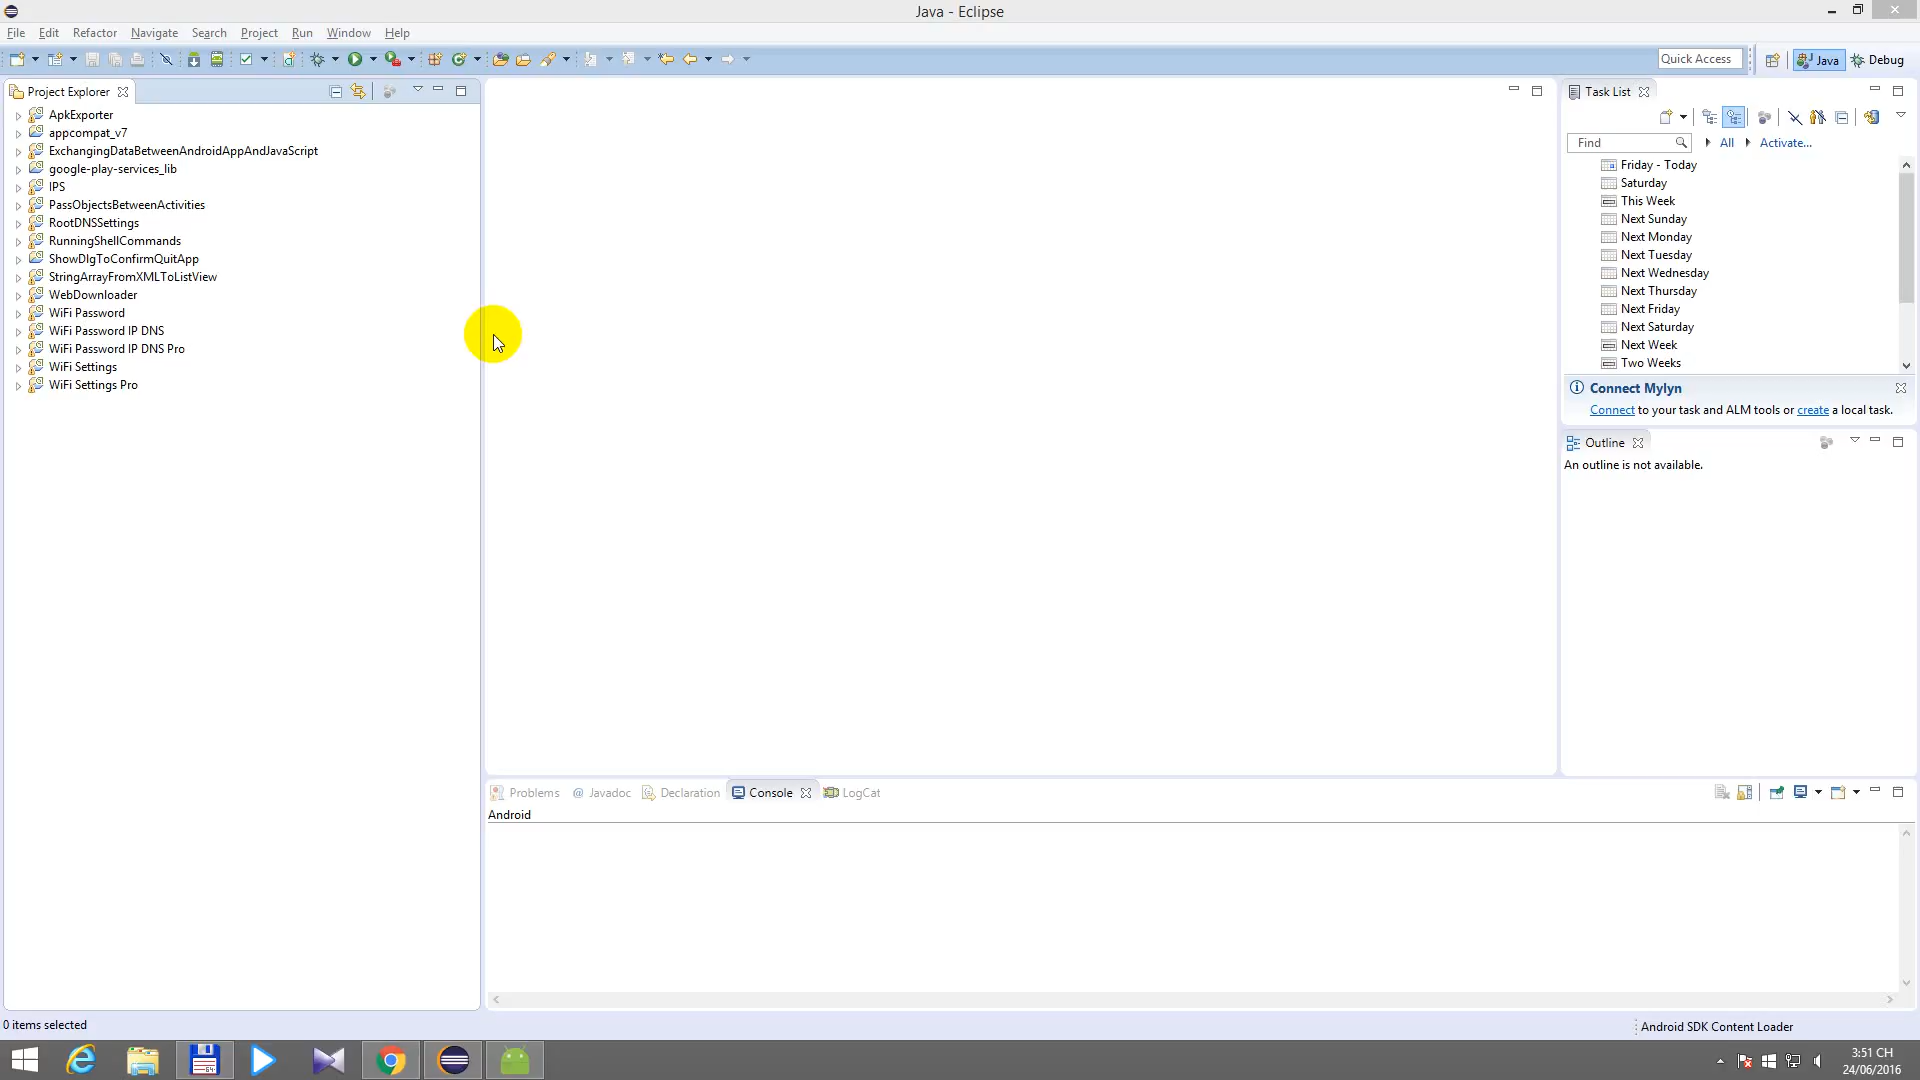 Java - Eclipse
File Edit Refactor Navigate Search Project Run Window Help
Quick Access Java Debug
Project Explorer
ApkExporter
appcompat_v7
ExchangingDataBetweenAndroidAppAndJavaScript
google-play-services_lib
IPS
PassObjectsBetweenActivities
RootDNSSettings
RunningShellCommands
ShowDlgToConfirmQuitApp
StringArrayFromXMLToListView
WebDownloader
WiFi Password
WiFi Password IP DNS
WiFi Password IP DNS Pro
WiFi Settings
WiFi Settings Pro
Task List
Find All Activate...
Friday - Today
Saturday
This Week
Next Sunday
Next Monday
Next Tuesday
Next Wednesday
Next Thursday
Next Friday
Next Saturday
Next Week
Two Weeks
Connect Mylyn
Connect to your task and ALM tools or create a local task.
Outline
An outline is not available.
Problems @ Javadoc Declaration Console LogCat
Android
0 items selected
Android SDK Content Loader
64
3:51 CH
24/06/2016